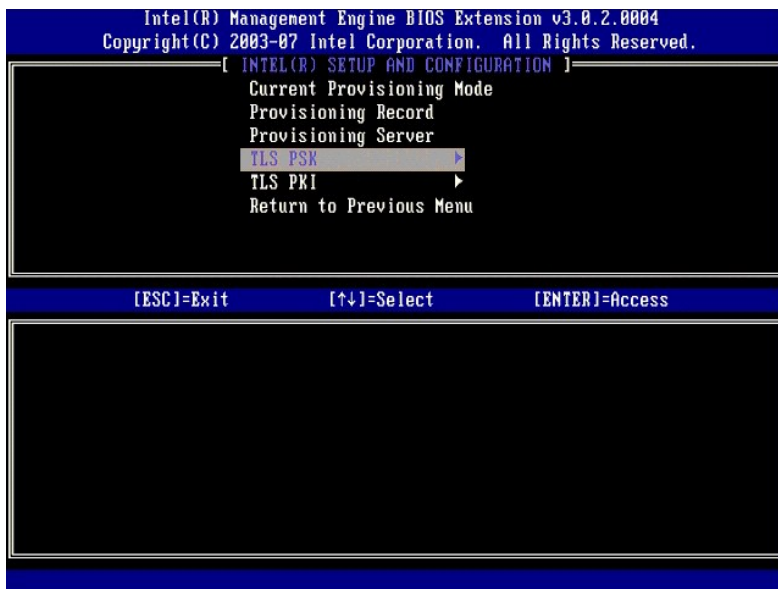 Intel(R) Management Engine BIOS Extension v3.0.2.0004
Copyright(C) 2003-07 Intel Corporation. All Rights Reserved.
[ INTEL(R) SETUP AND CONFIGURATION ]
Current Provisioning Mode
Provisioning Record
Provisioning Server
TLS PSK
TLS PKI
Return to Previous Menu
[ESC]=Exit [↑↓]=Select [ENTER]=Access